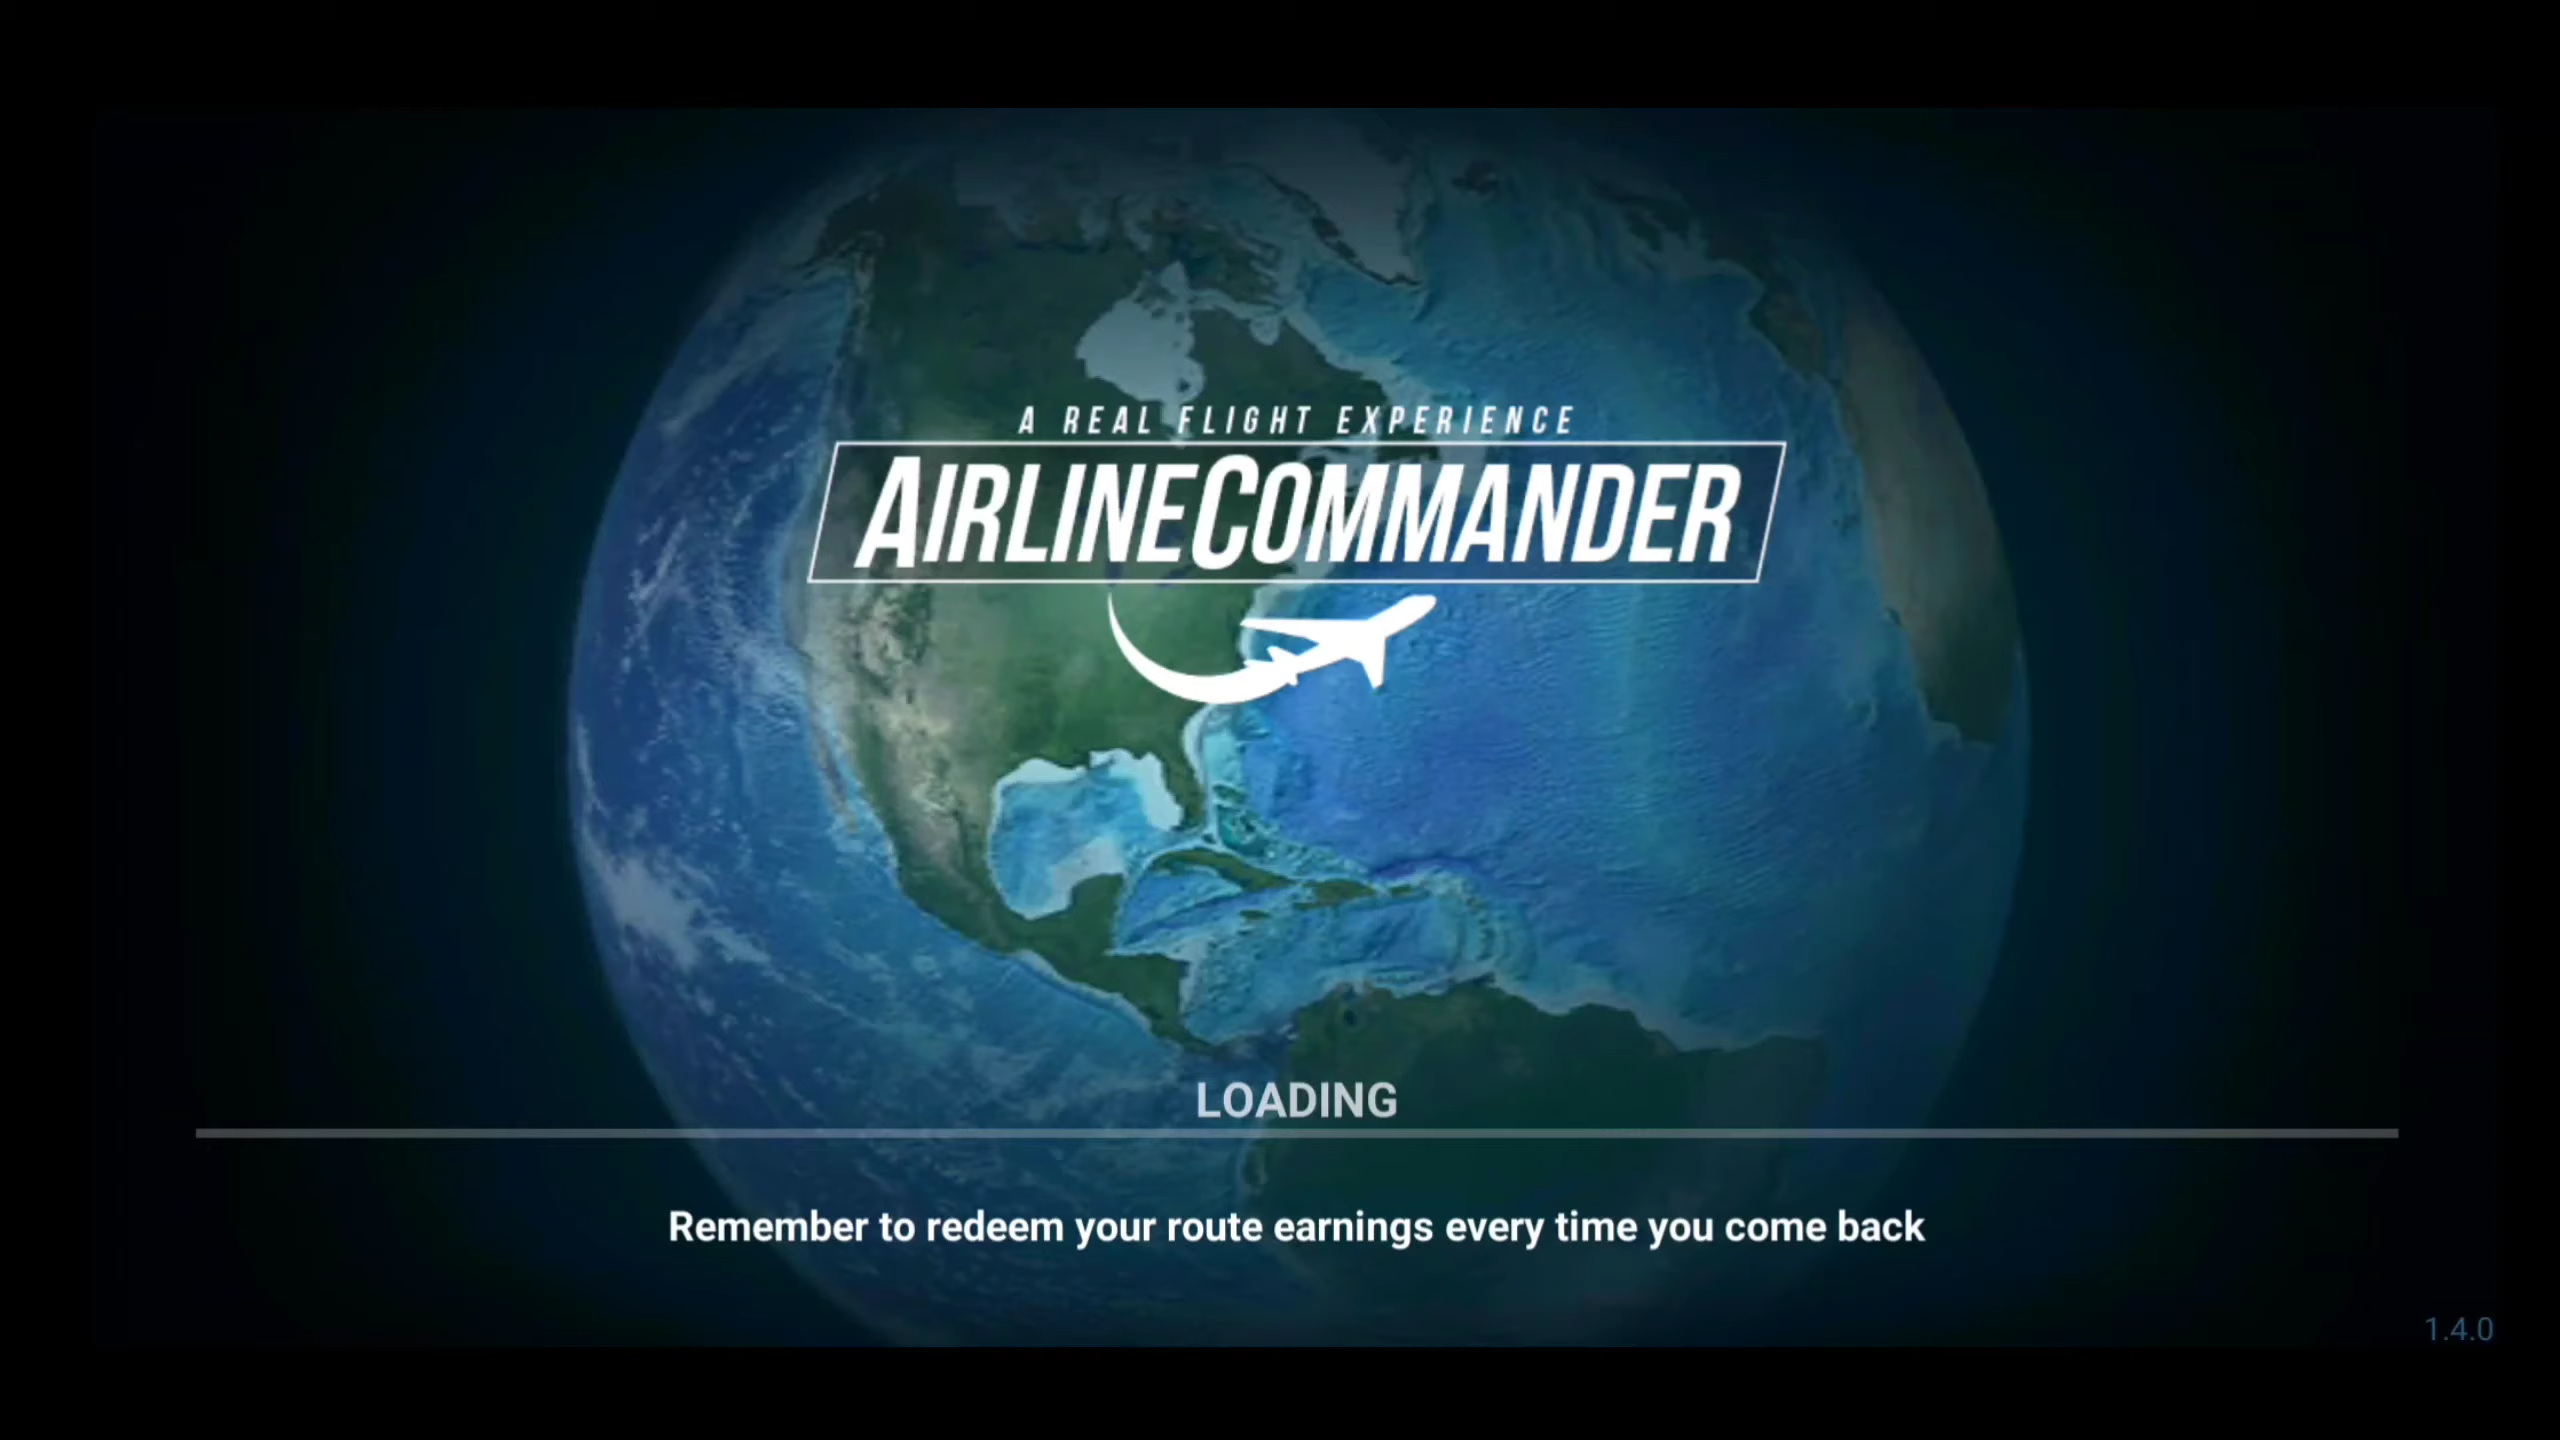 A REAL FLIGHT EXPERIENCE
AIRLINECOMMANDER
LOADING
Remember to redeem your route earnings every time you come back
1.4.0